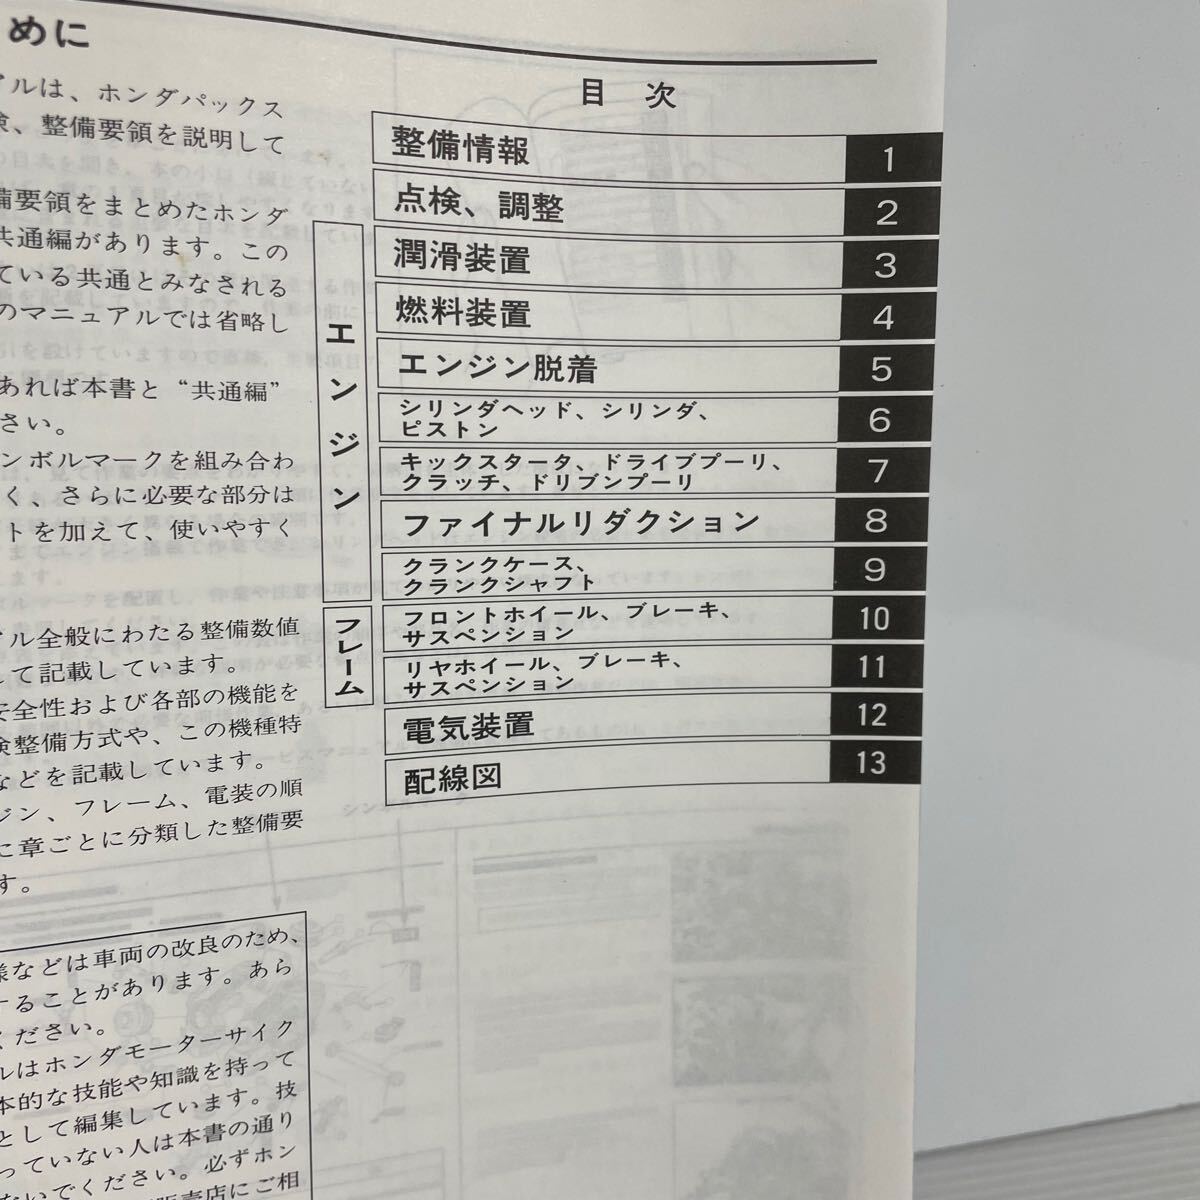 めに
ルは、ホンダパックス
整備要領を説明して
備要領をまとめたホンダ
共通編があります。この
ている共通とみなされる
のマニュアルでは省略し
あれば本書と“共通編”
さい。
ンボルマークを組み合わ
く、さらに必要な部分は
トを加えて、使いやすく
ます。
ル全般にわたる整備数値
して記載しています。
安全性および各部の機能を
検整備方式や、この機種特
などを記載しています。
ジン、フレーム、電装の順
に章ごとに分類した整備要
す。
様などは車両の改良のため、
することがあります。あら
ください。
ルはホンダモーターサイク
本的な技能や知識を持って
として編集しています。技
っていない人は本書の通り
ないでください。必ずホン
販売店にご相
目 次
整備情報 1
点検、調整 2
エンジン
潤滑装置 3
燃料装置 4
エンジン脱着 5
シリンダヘッド、シリンダ、
ピストン 6
キックスタータ、ドライブプーリ、
クラッチ、ドリブンプーリ 7
ファイナルリダクション 8
クランクケース、
クランクシャフト 9
フレーム
フロントホイール、ブレーキ、
サスペンション 10
リヤホイール、ブレーキ、
サスペンション 11
電気装置 12
配線図 13